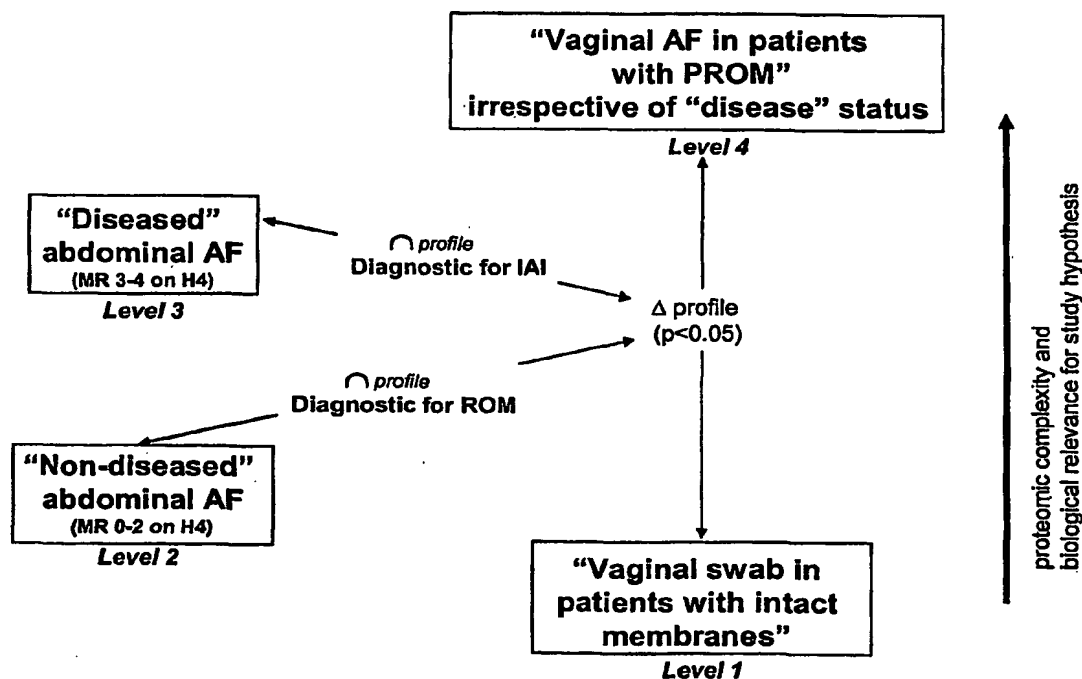 “Vaginal AF in patients
with PROM”
irrespective of “disease” status
Level 4
“Diseased”
abdominal AF
(MR 3-4 on H4)
Level 3
⋂ profile
Diagnostic for IAI
Δ profile
(p<0.05)
⋂ profile
Diagnostic for ROM
“Non-diseased”
abdominal AF
(MR 0-2 on H4)
Level 2
“Vaginal swab in
patients with intact
membranes”
Level 1
proteomic complexity and
biological relevance for study hypothesis